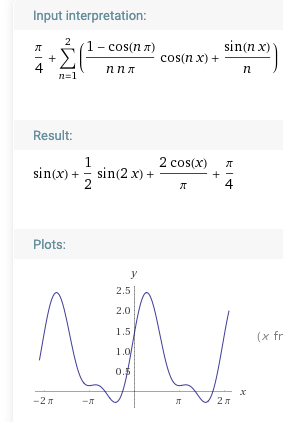 Input interpretation:
π/4 + ∑_{n=1}^{2} ( (1 − cos(n π))/(n n π) cos(n x) + sin(n x)/n )
Result:
sin(x) + 1/2 sin(2 x) + (2 cos(x))/π + π/4
Plots:
y
2.5
2.0
1.5
(x fr
1.0
0.5
x
−2 π −π π 2 π